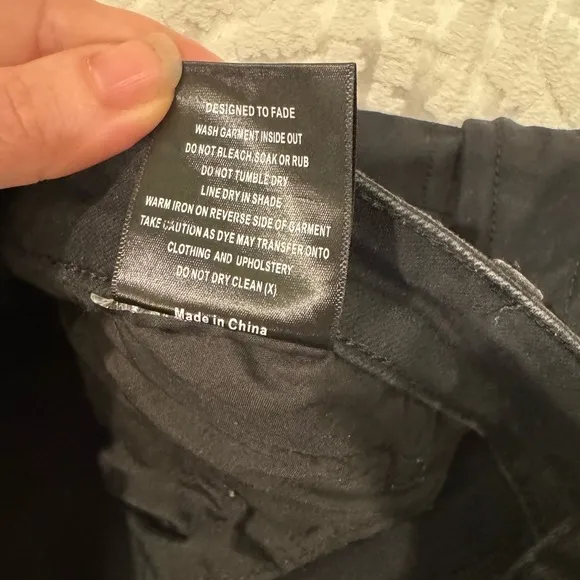 DESIGNED TO FADE
WASH GARMENT INSIDE OUT
DO NOT BLEACH, SOAK OR RUB
DO NOT TUMBLE DRY
LINE DRY IN SHADE
WARM IRON ON REVERSE SIDE OF GARMENT
TAKE CAUTION AS DYE MAY TRANSFER ONTO
CLOTHING AND UPHOLSTERY
DO NOT DRY CLEAN (X)
Made in China